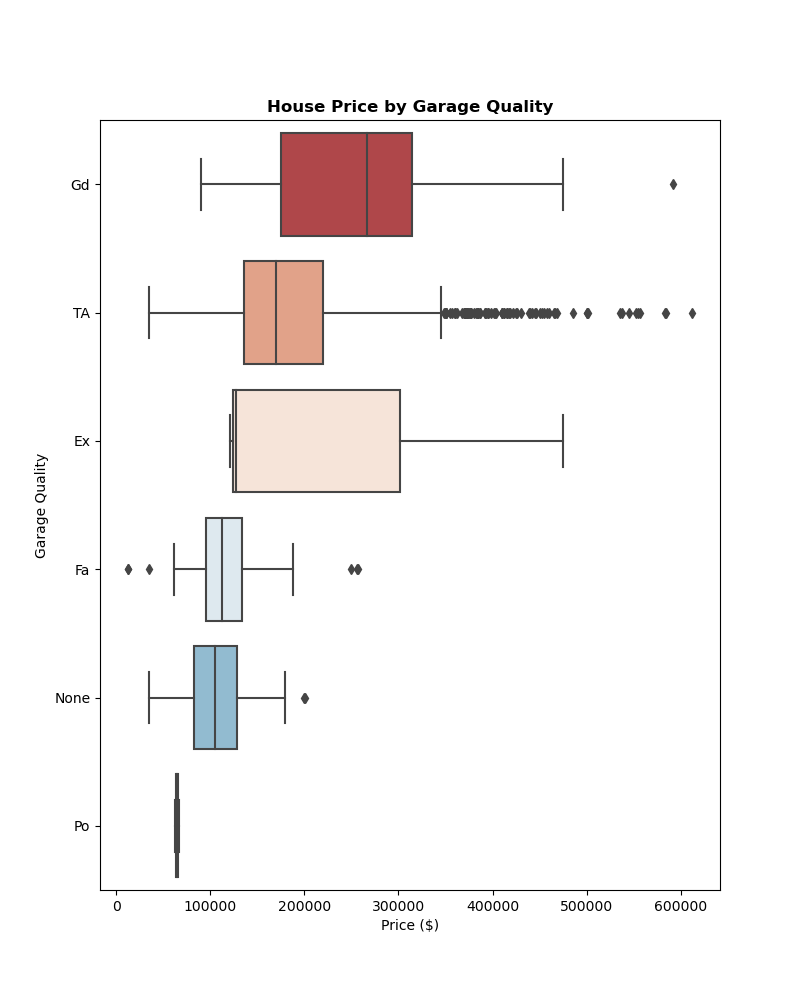 House Price by Garage Quality
Gd
TA
Ex
Fa
None
Po
Garage Quality
0 100000 200000 300000 400000 500000 600000
Price ($)